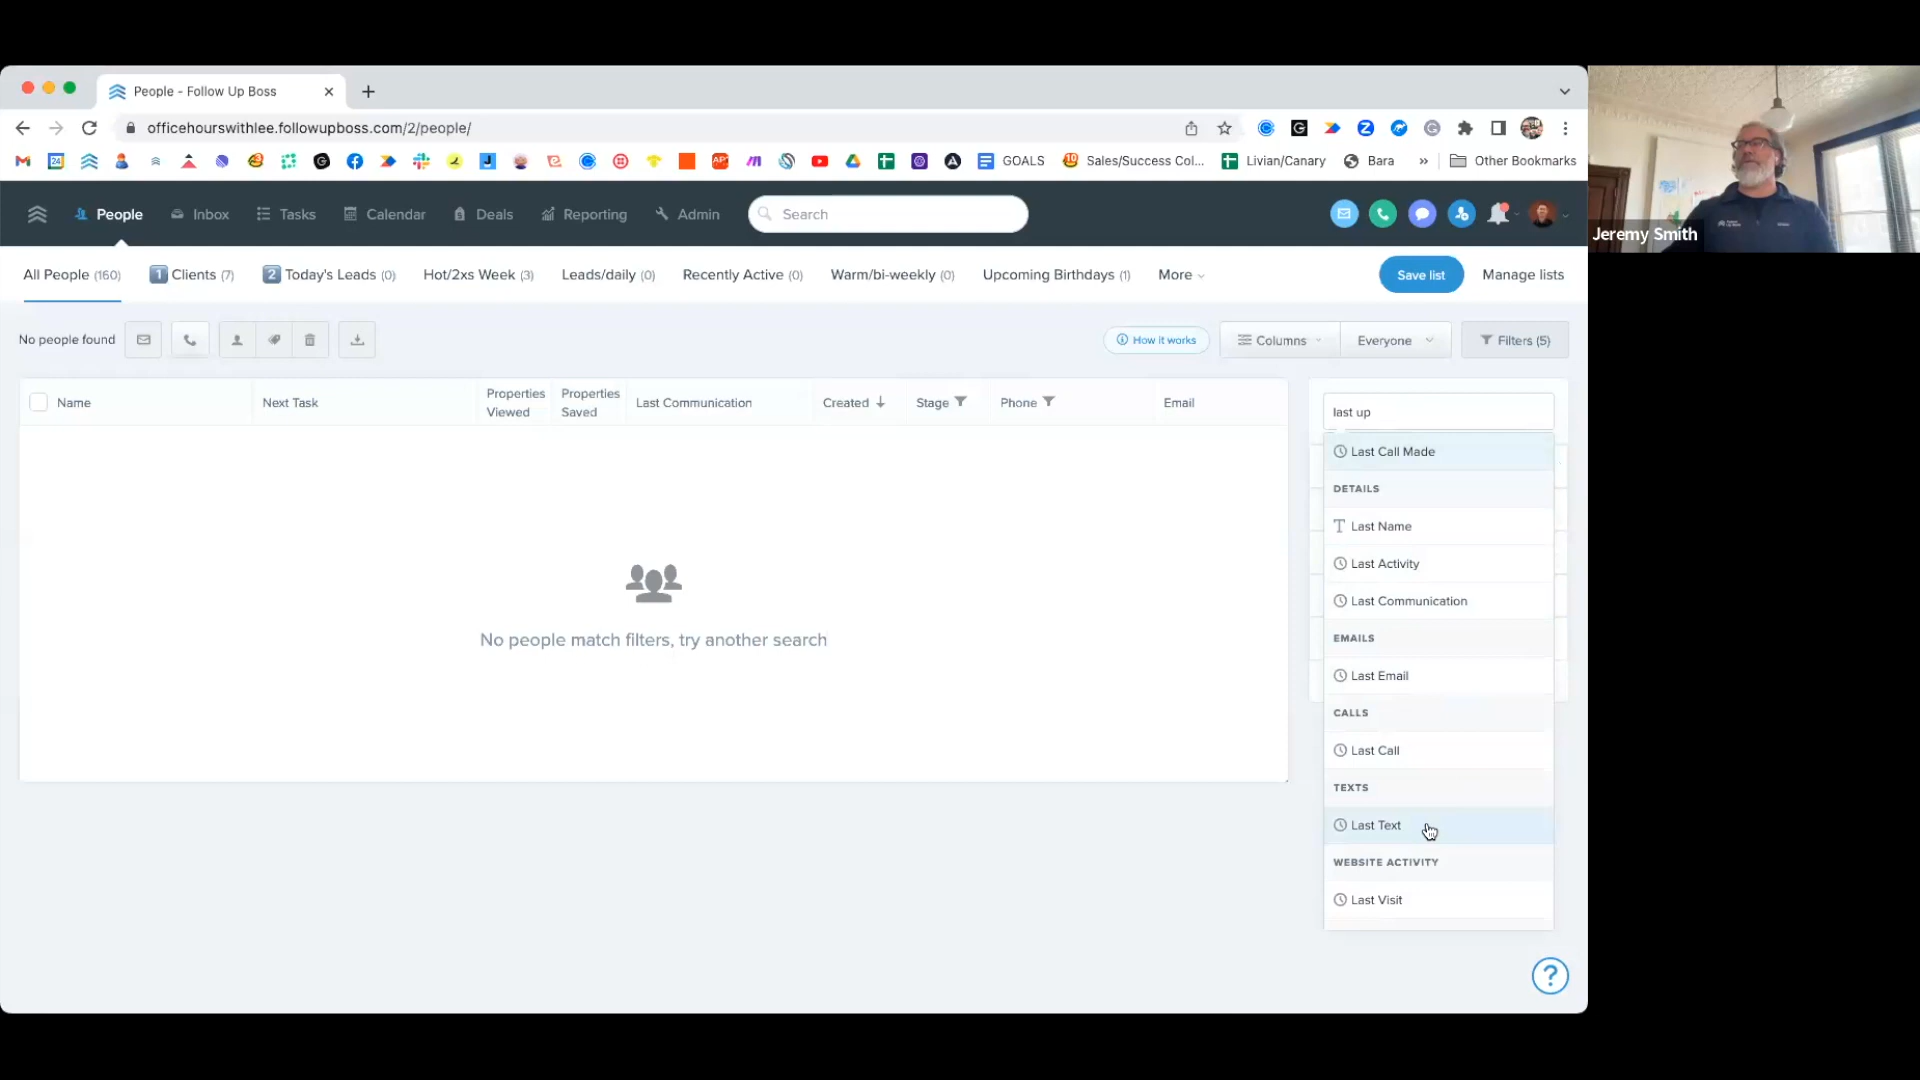 People - Follow Up Boss
officehourswithlee.followupboss.com/2/people/
24
GOALS
Sales/Success Col...
Livian/Canary
Bara
»
Other Bookmarks
People
Inbox
Tasks
Calendar
Deals
Reporting
Admin
Search
Jeremy Smith
All People (160)
1 Clients (7)
2 Today's Leads (0)
Hot/2xs Week (3)
Leads/daily (0)
Recently Active (0)
Warm/bi-weekly (0)
Upcoming Birthdays (1)
More
Save list
Manage lists
No people found
How it works
Columns
Everyone
Filters (5)
Name
Next Task
Properties
Viewed
Properties
Saved
Last Communication
Created
Stage
Phone
Email
last up
Last Call Made
DETAILS
Last Name
Last Activity
Last Communication
EMAILS
Last Email
CALLS
Last Call
TEXTS
Last Text
WEBSITE ACTIVITY
Last Visit
No people match filters, try another search
?